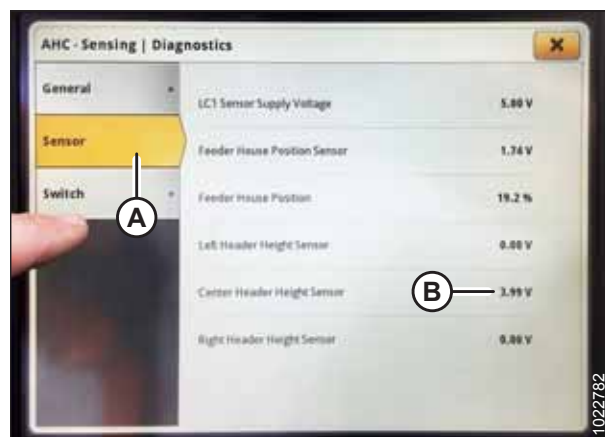 AHC - Sensing | Diagnostics
General
Sensor
Switch
A
LC1 Sensor Supply Voltage 5.00 V
Feeder House Position Sensor 1.74 V
Feeder House Position 19.2 %
Left Header Height Sensor 0.00 V
Center Header Height Sensor B 3.99 V
Right Header Height Sensor 0.00 V
1022782